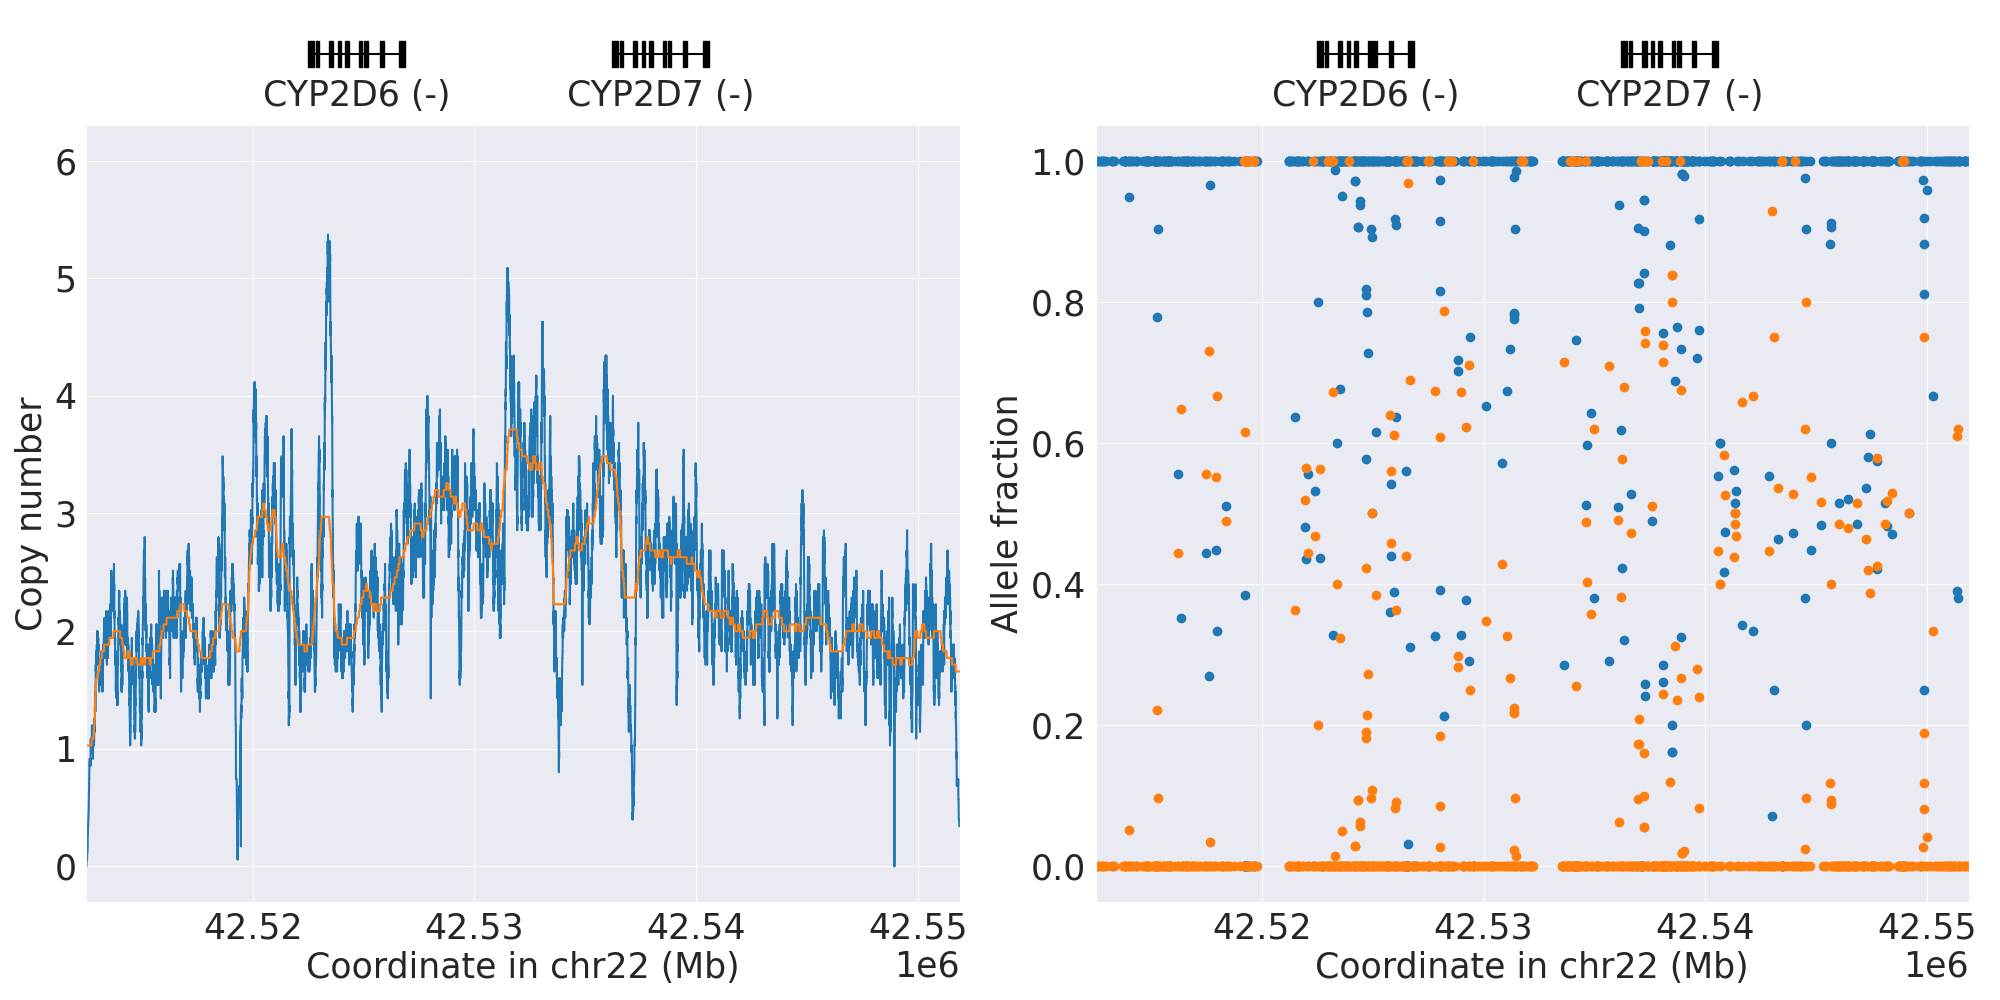 CYP2D6 (-) CYP2D7 (-)
Copy number
6
5
4
3
2
1
0
42.52 42.53 42.54 42.55
Coordinate in chr22 (Mb) 1e6
CYP2D6 (-) CYP2D7 (-)
Allele fraction
1.0
0.8
0.6
0.4
0.2
0.0
42.52 42.53 42.54 42.55
Coordinate in chr22 (Mb) 1e6